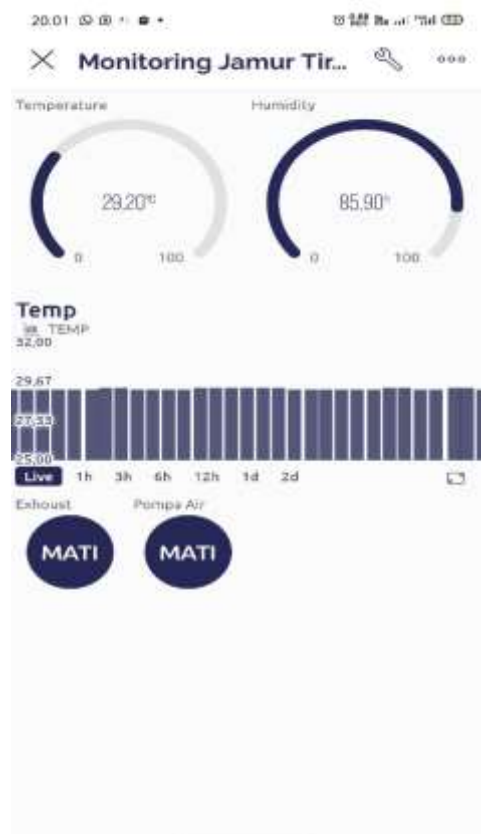 20.01
Monitoring Jamur Tir...
Temperature Humidity
29.20°C 85.90
0 100 0 100
Temp
TEMP
32,00
29,67
27,33
25,00
Live 1h 3h 6h 12h 1d 2d
Exhoust Pompa Air
MATI MATI